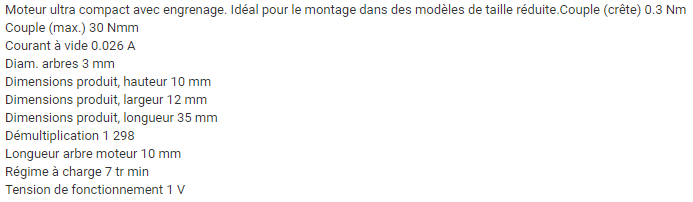 Moteur ultra compact avec engrenage. Idéal pour le montage dans des modèles de taille réduite.Couple (crête) 0.3 Nm
Couple (max.) 30 Nmm
Courant à vide 0.026 A
Diam. arbres 3 mm
Dimensions produit, hauteur 10 mm
Dimensions produit, largeur 12 mm
Dimensions produit, longueur 35 mm
Démultiplication 1 298
Longueur arbre moteur 10 mm
Régime à charge 7 tr min
Tension de fonctionnement 1 V